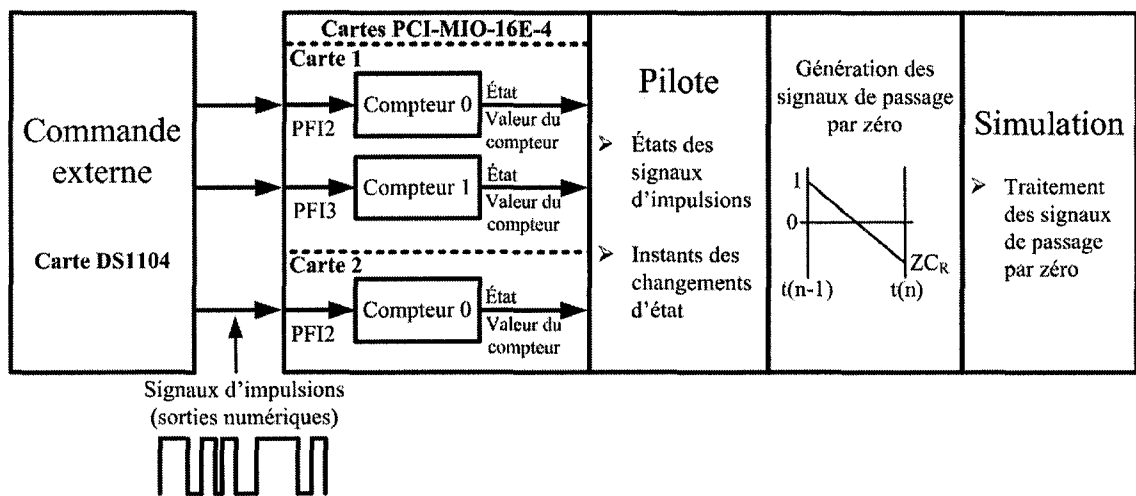 Commande
externe
Carte DS1104
Signaux d'impulsions
(sorties numériques)
Cartes PCI-MIO-16E-4
Carte 1
PFI2
Compteur 0
État
Valeur du
compteur
PFI3
Compteur 1
État
Valeur du
compteur
Carte 2
PFI2
Compteur 0
État
Valeur du
compteur
Pilote
➢ États des
signaux
d'impulsions
➢ Instants des
changements
d'état
Génération des
signaux de passage
par zéro
1
0
ZCR
t(n-1)
t(n)
Simulation
➢ Traitement
des signaux
de passage
par zéro